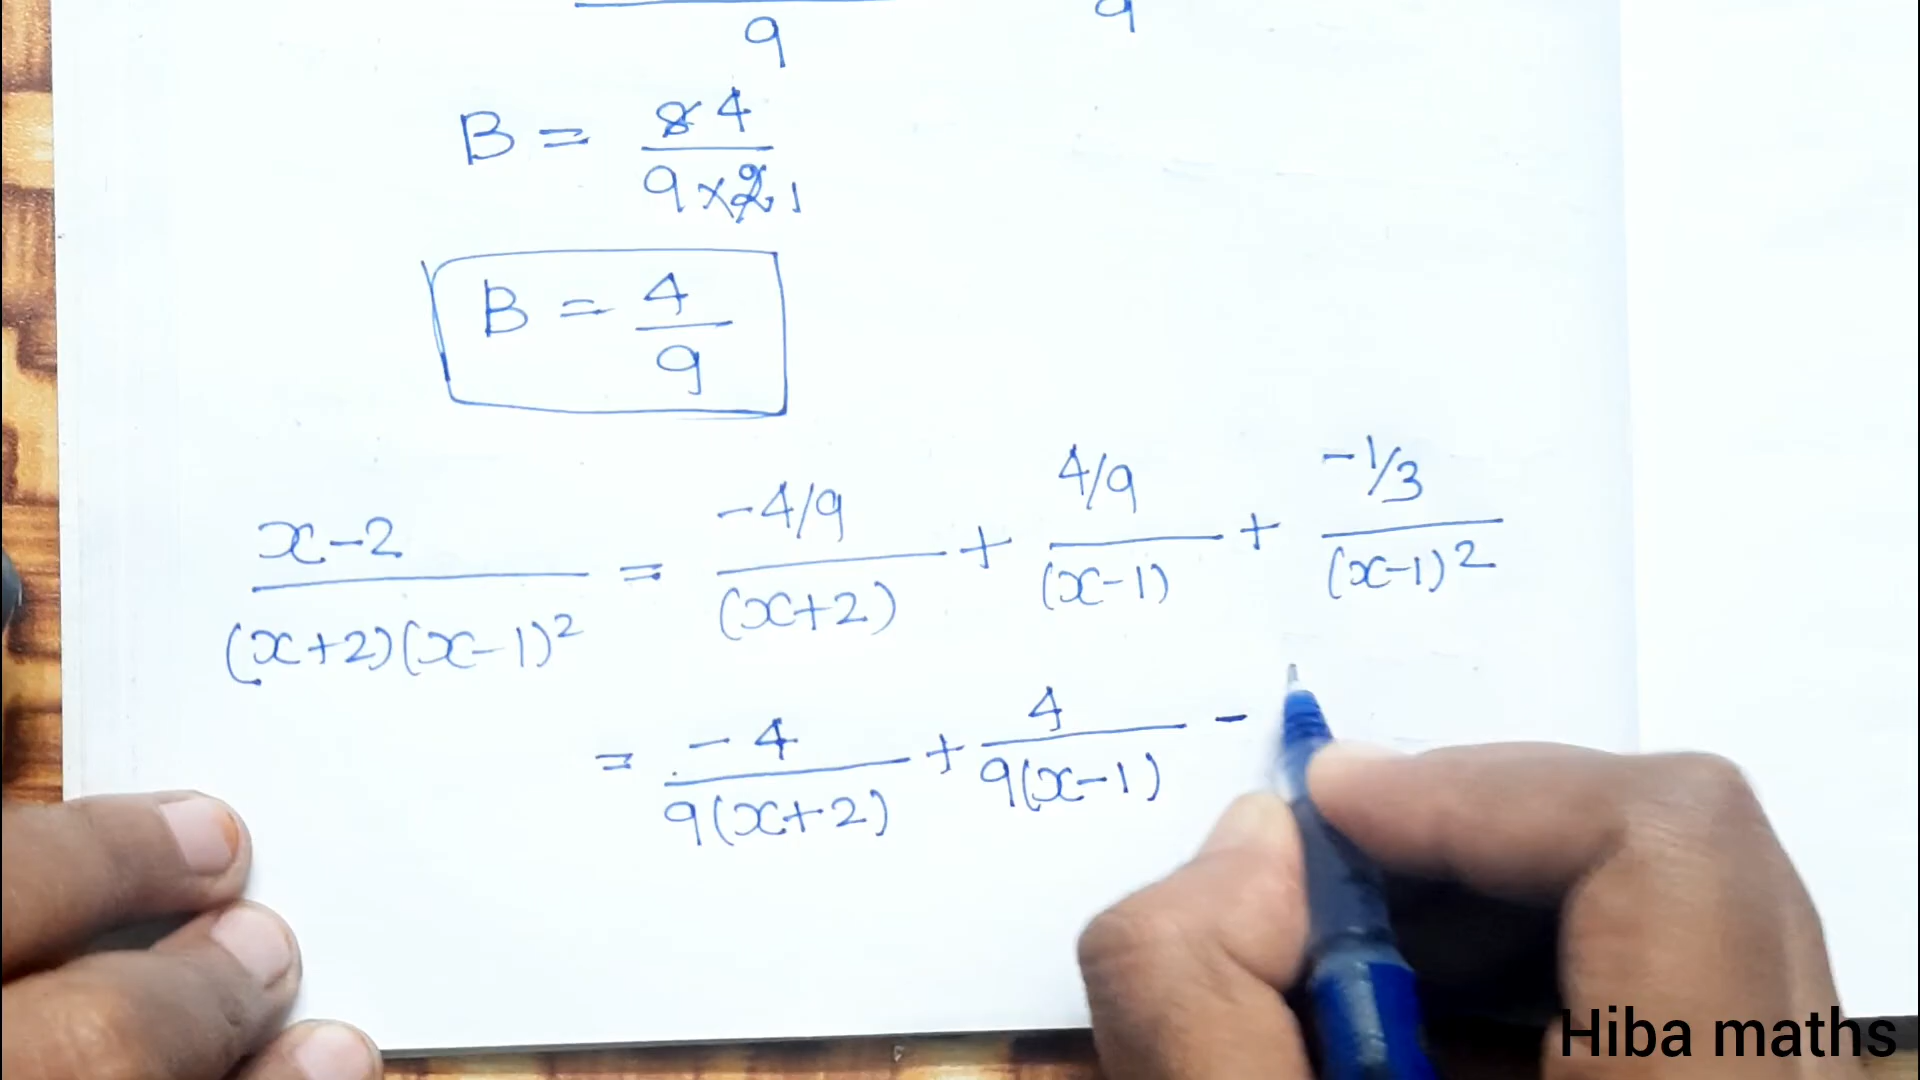 9 9
B = 8 4 / 9 × 2 1
B = 4/9
x-2 / (x+2)(x-1)² = -4/9 / (x+2) + 4/9 / (x-1) + -1/3 / (x-1)²
= -4 / 9(x+2) + 4 / 9(x-1) -
Hiba maths